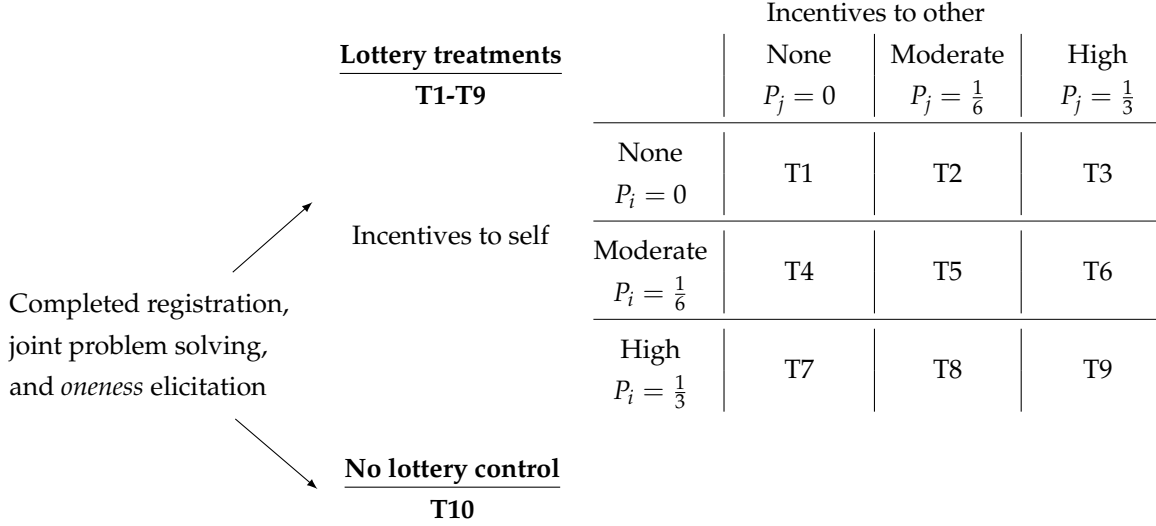 Incentives to other
Lottery treatments
T1-T9
None Moderate High
P_j = 0 P_j = 1/6 P_j = 1/3
None
P_i = 0
T1 T2 T3
Incentives to self
Moderate
P_i = 1/6
T4 T5 T6
High
P_i = 1/3
T7 T8 T9
Completed registration,
joint problem solving,
and oneness elicitation
No lottery control
T10